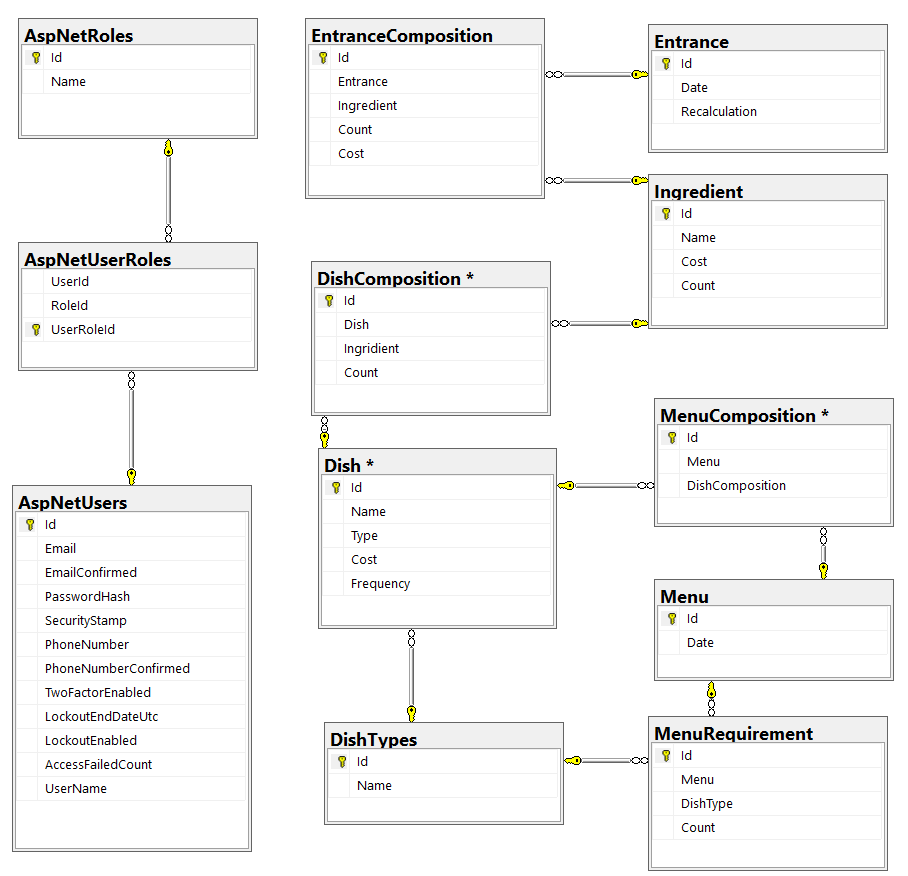 AspNetRoles
Id
Name
AspNetUserRoles
UserId
RoleId
UserRoleId
AspNetUsers
Id
Email
EmailConfirmed
PasswordHash
SecurityStamp
PhoneNumber
PhoneNumberConfirmed
TwoFactorEnabled
LockoutEndDateUtc
LockoutEnabled
AccessFailedCount
UserName
EntranceComposition
Id
Entrance
Ingredient
Count
Cost
Entrance
Id
Date
Recalculation
Ingredient
Id
Name
Cost
Count
DishComposition *
Id
Dish
Ingridient
Count
Dish *
Id
Name
Type
Cost
Frequency
MenuComposition *
Id
Menu
DishComposition
Menu
Id
Date
DishTypes
Id
Name
MenuRequirement
Id
Menu
DishType
Count